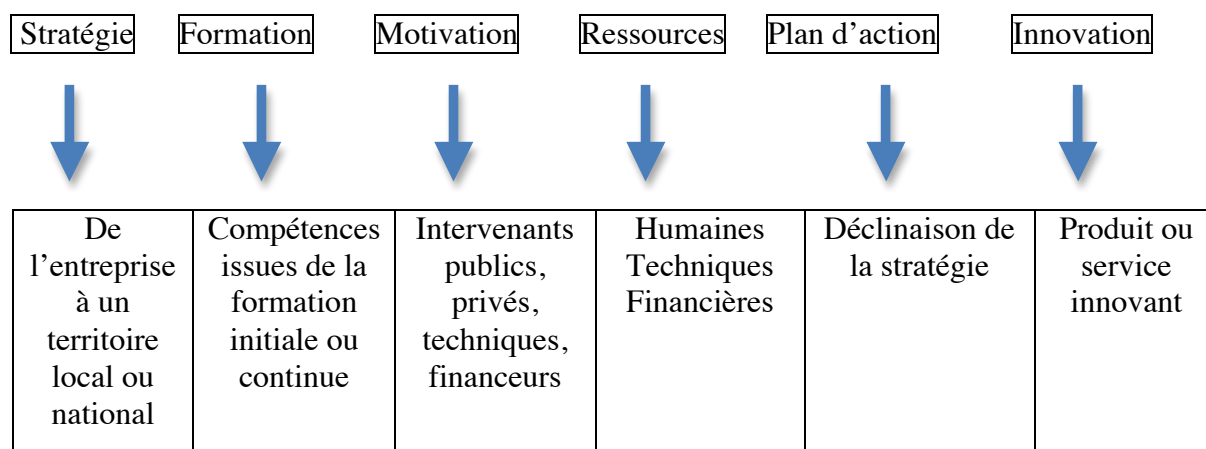 Stratégie Formation Motivation Ressources Plan d’action Innovation
De
l’entreprise
à un
territoire
local ou
national
Compétences
issues de la
formation
initiale ou
continue
Intervenants
publics,
privés,
techniques,
financeurs
Humaines
Techniques
Financières
Déclinaison de
la stratégie
Produit ou
service
innovant